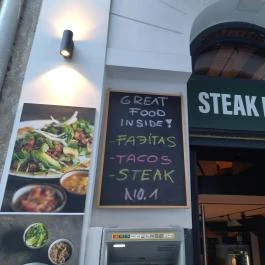 GREAT
FOOD
INSIDE!
- FAJITAS
- TACOS
- STEAK
NO.1
STEAK